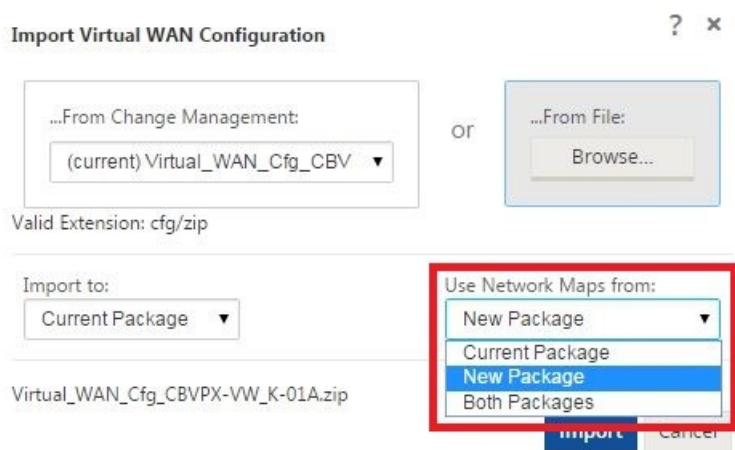 Import Virtual WAN Configuration
? ×
...From Change Management:
(current) Virtual_WAN_Cfg_CBV
or
...From File:
Browse...
Valid Extension: cfg/zip
Import to:
Current Package
Use Network Maps from:
New Package
Current Package
New Package
Both Packages
Virtual_WAN_Cfg_CBVPX-VW_K-01A.zip
Import
Cancel